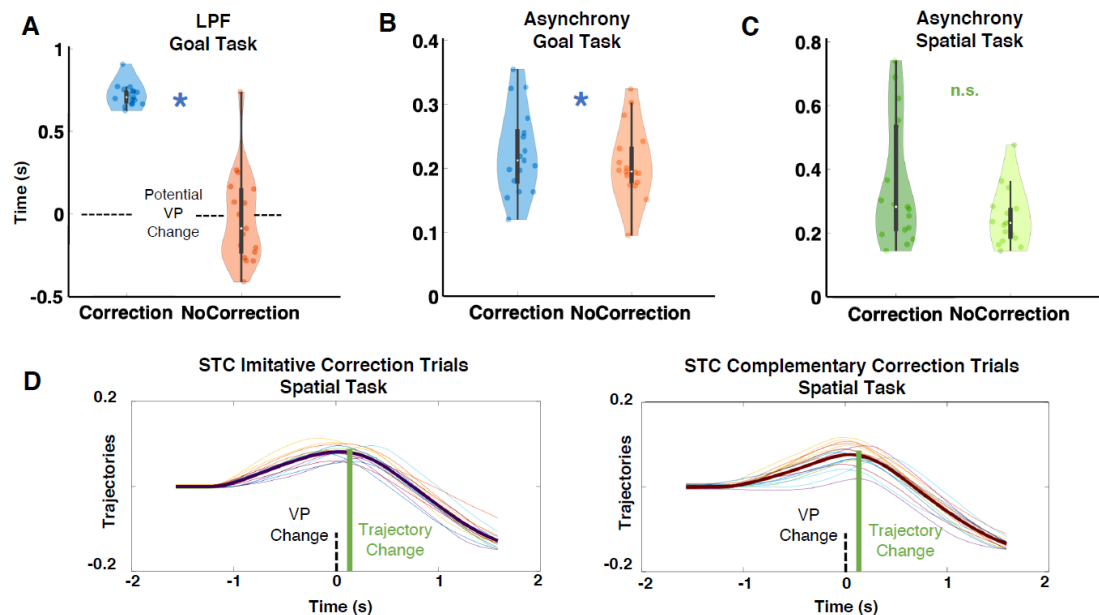 A
LPF
Goal Task
Time (s)
1
0.5
0
-0.5
Potential
VP
Change
*
Correction NoCorrection
B
Asynchrony
Goal Task
0.4
0.3
0.2
0.1
0
*
Correction NoCorrection
C
Asynchrony
Spatial Task
0.8
0.6
0.4
0.2
0
n.s.
Correction NoCorrection
D
STC Imitative Correction Trials
Spatial Task
Trajectories
0.2
-0.2
VP
Change
Trajectory
Change
-2 -1 0 1 2
Time (s)
STC Complementary Correction Trials
Spatial Task
Trajectories
0.2
-0.2
VP
Change
Trajectory
Change
-2 -1 0 1 2
Time (s)